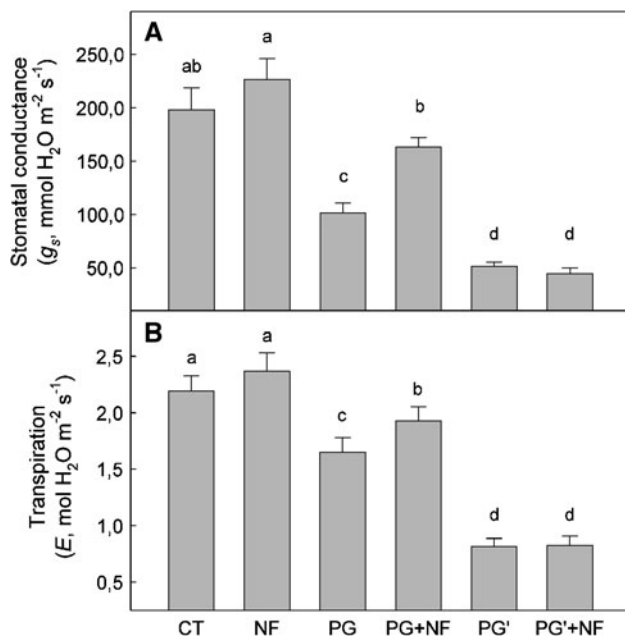 A
Stomatal conductance
(gs, mmol H2O m-2 s-1)
250,0
200,0
150,0
100,0
50,0
ab
a
c
b
d
d
B
Transpiration
(E, mol H2O m-2 s-1)
2,5
2,0
1,5
1,0
0,5
a
a
c
b
d
d
CT NF PG PG+NF PG' PG'+NF